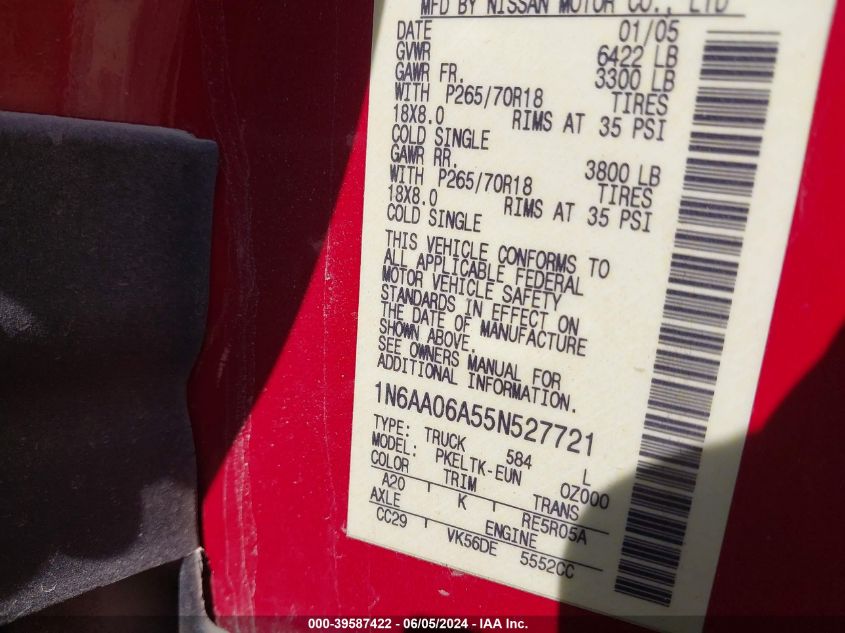 MFD BY NISSAN MOTOR CO., LTD
DATE 01/05
GVWR 6422 LB
GAWR FR. 3300 LB
WITH P265/70R18 TIRES
18X8.0 RIMS AT 35 PSI
COLD SINGLE
GAWR RR. 3800 LB
WITH P265/70R18 TIRES
18X8.0 RIMS AT 35 PSI
COLD SINGLE
THIS VEHICLE CONFORMS TO
ALL APPLICABLE FEDERAL
MOTOR VEHICLE SAFETY
STANDARDS IN EFFECT ON
THE DATE OF MANUFACTURE
SHOWN ABOVE.
SEE OWNERS MANUAL FOR
ADDITIONAL INFORMATION.
1N6AA06A55N527721
TYPE: TRUCK 584 L
MODEL: PKELTK-EUN OZ000
COLOR TRIM TRANS
A20 K RE5R05A
AXLE ENGINE
CC29 VK56DE 5552CC
000-39587422 - 06/05/2024 - IAA Inc.